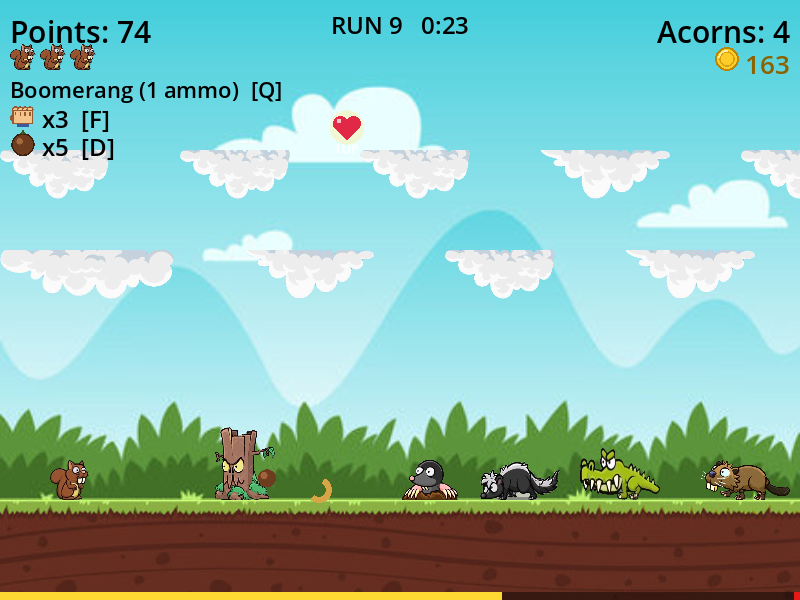 Points: 74
RUN 9 0:23
Acorns: 4
163
Boomerang (1 ammo) [Q]
x3 [F]
x5 [D]